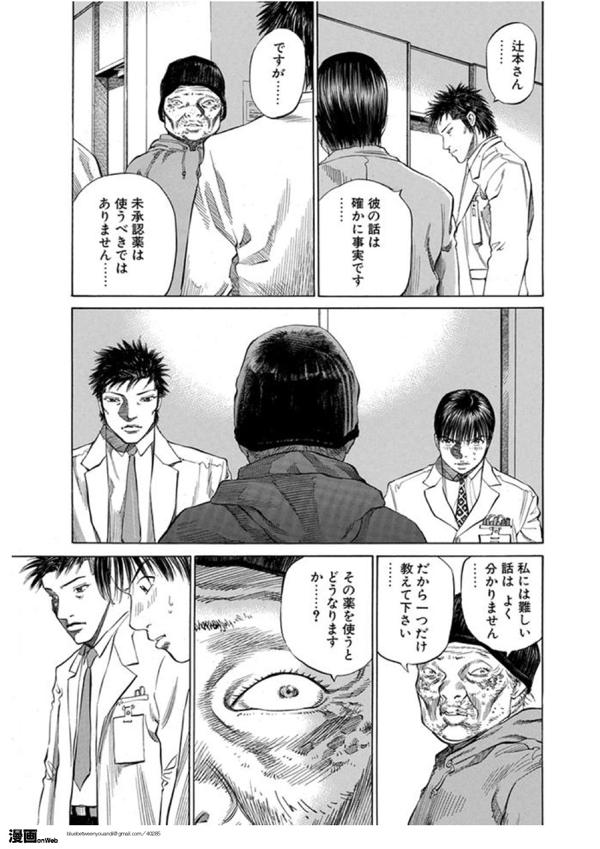 辻本さん
……
彼の話は
確かに事実です
……
ですが
……
未承認薬は
使うべきでは
ありません……
私には難しい
話は よく
分かりません
……
だから一つだけ
教えて下さい
……
その薬を使うと
どうなります
か……?
漫画onWeb
bluebetweenyouandi@gmail.com/40285